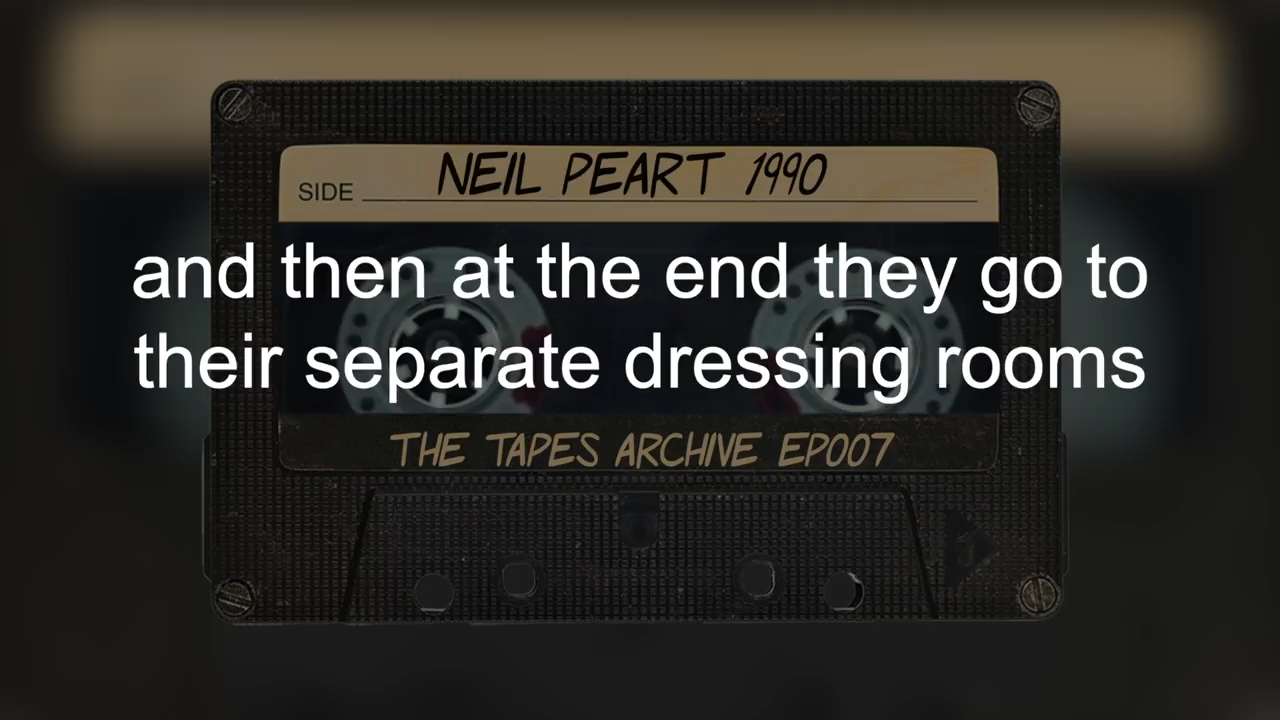 NEIL PEART 1990
SIDE
and then at the end they go to
their separate dressing rooms
THE TAPES ARCHIVE EP007